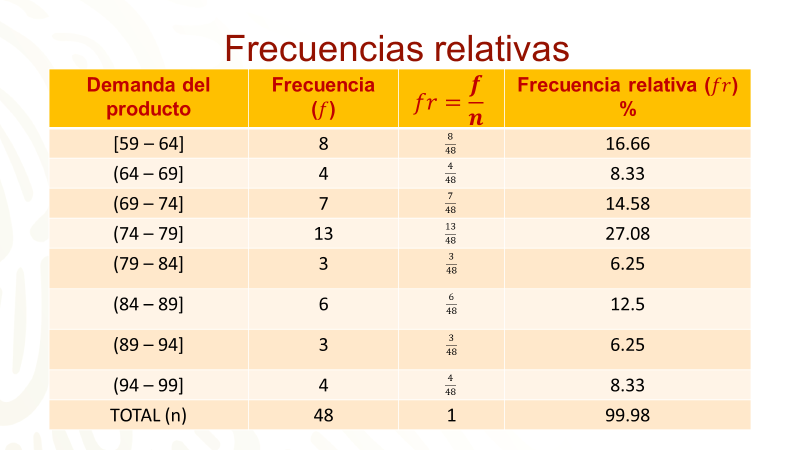 Frecuencias relativas
Demanda del producto | Frecuencia (𝑓) | 𝑓𝑟 = 𝒇/𝒏 | Frecuencia relativa (𝑓𝑟) %
[59 – 64] | 8 | 8/48 | 16.66
(64 – 69] | 4 | 4/48 | 8.33
(69 – 74] | 7 | 7/48 | 14.58
(74 – 79] | 13 | 13/48 | 27.08
(79 – 84] | 3 | 3/48 | 6.25
(84 – 89] | 6 | 6/48 | 12.5
(89 – 94] | 3 | 3/48 | 6.25
(94 – 99] | 4 | 4/48 | 8.33
TOTAL (n) | 48 | 1 | 99.98